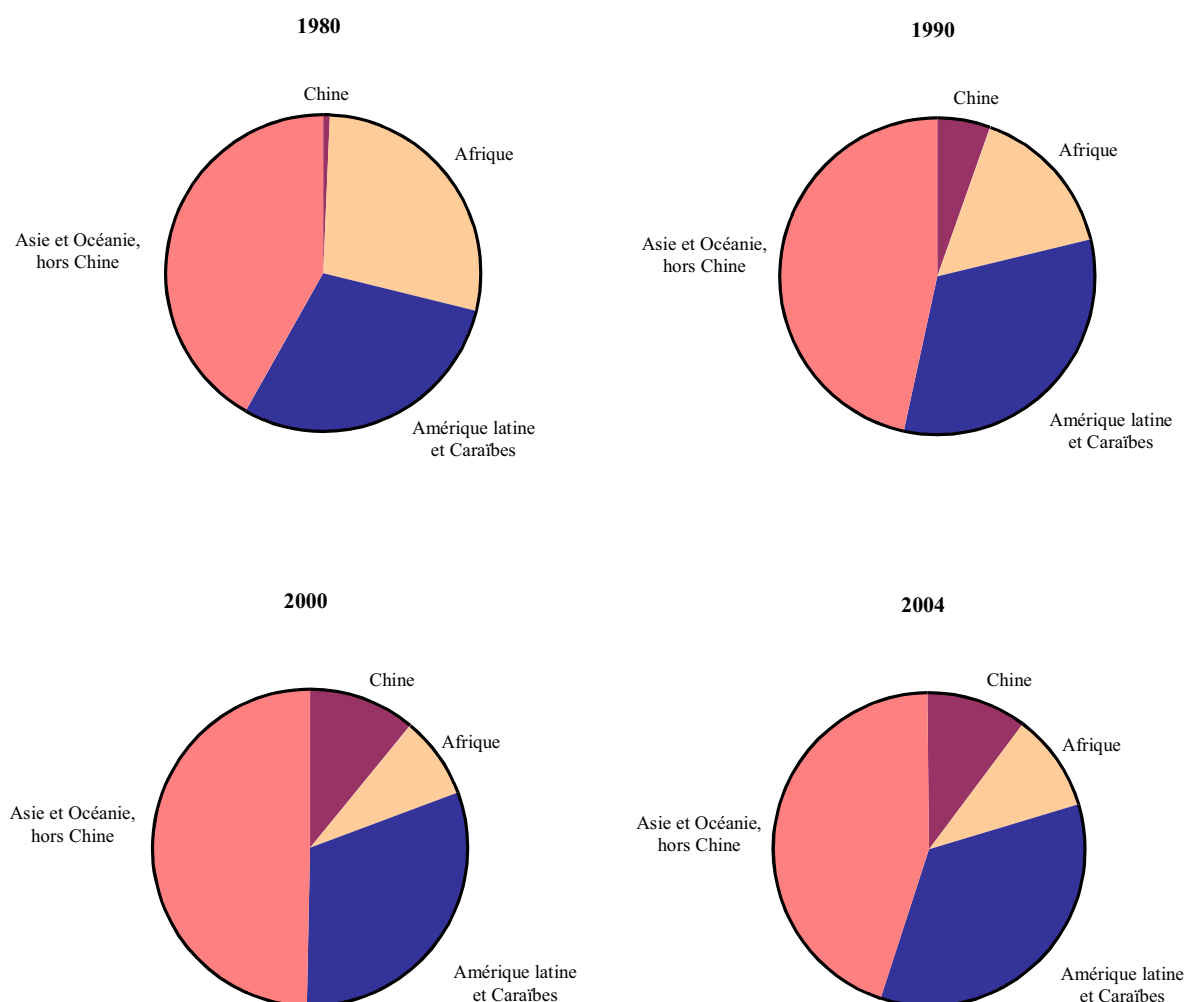 1980
Chine
Afrique
Asie et Océanie,
hors Chine
Amérique latine
et Caraïbes
1990
Chine
Afrique
Asie et Océanie,
hors Chine
Amérique latine
et Caraïbes
2000
Chine
Afrique
Asie et Océanie,
hors Chine
Amérique latine
et Caraïbes
2004
Chine
Afrique
Asie et Océanie,
hors Chine
Amérique latine
et Caraïbes